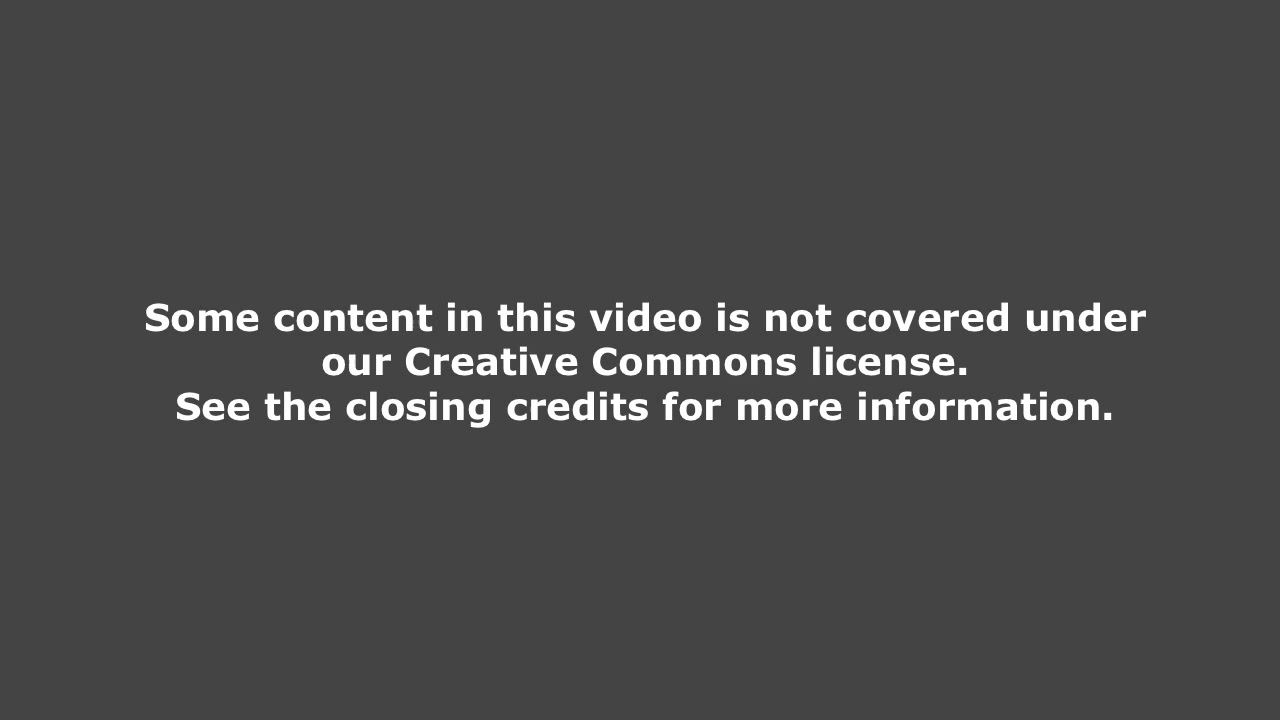 Some content in this video is not covered under
our Creative Commons license.
See the closing credits for more information.